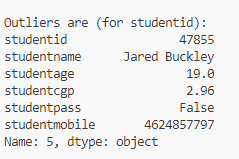 Outliers are (for studentid):
studentid 47855
studentname Jared Buckley
studentage 19.0
studentcgp 2.96
studentpass False
studentmobile 4624857797
Name: 5, dtype: object